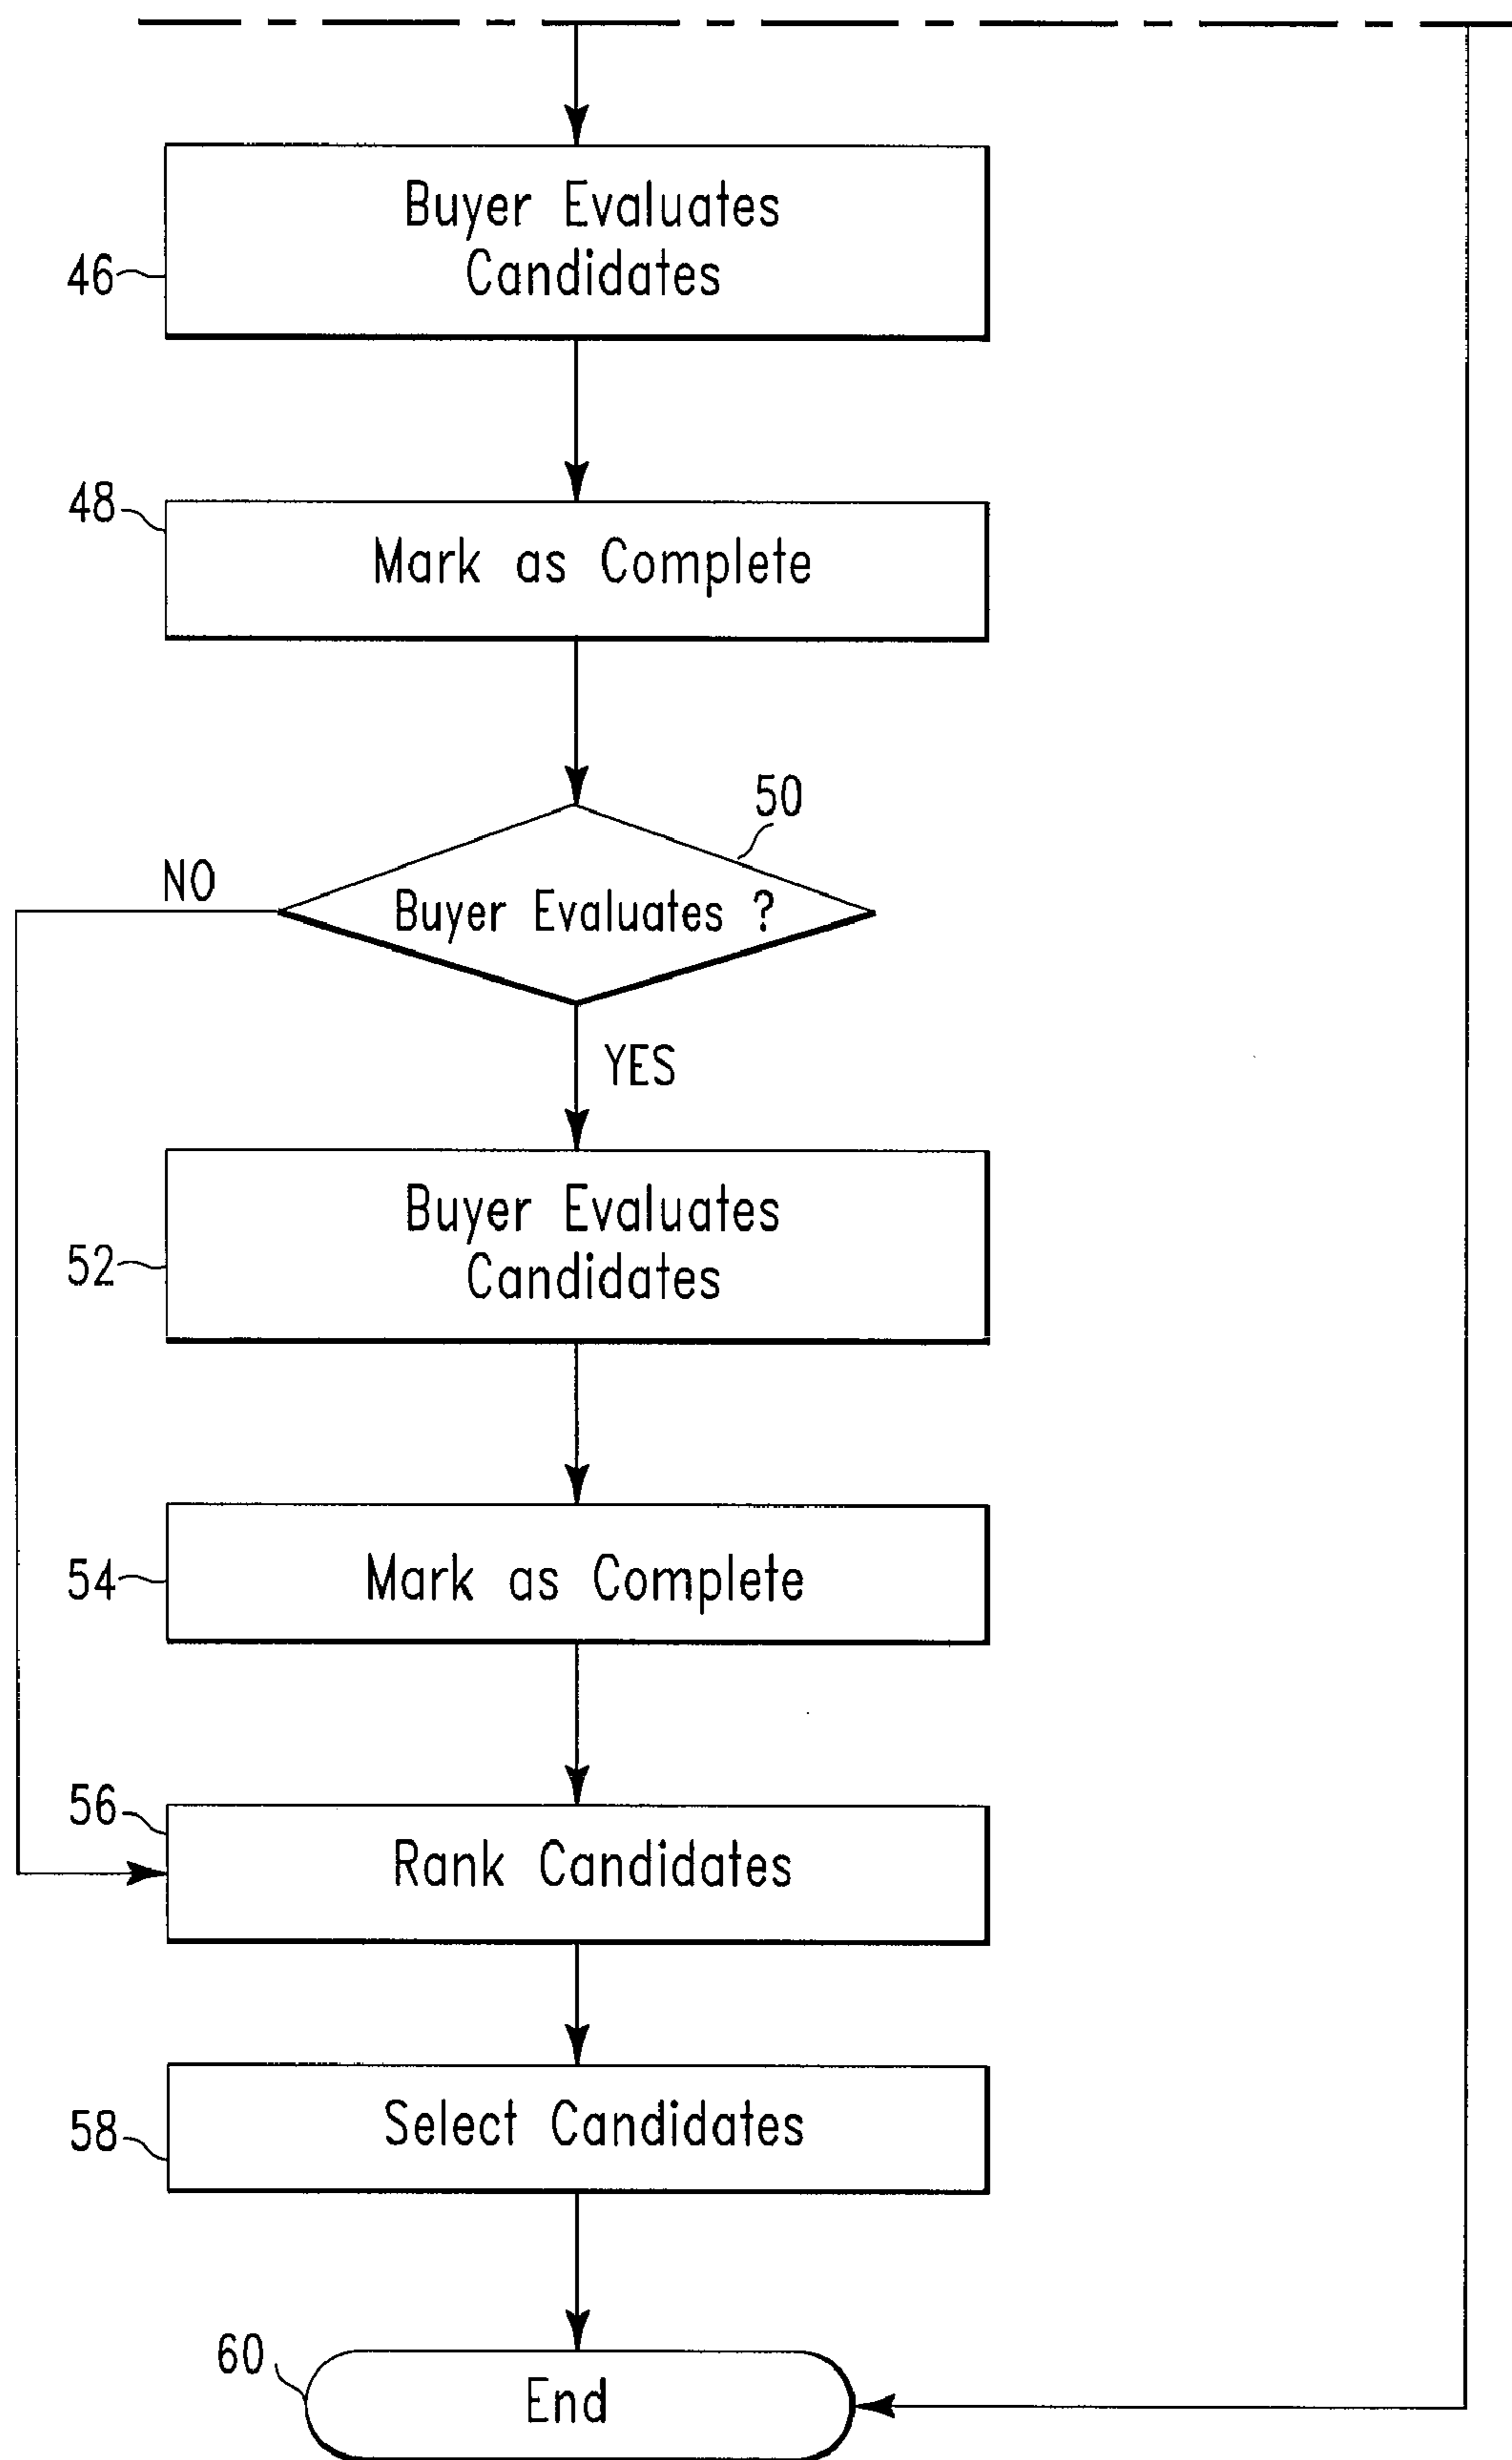 Buyer Evaluates
Candidates
46
48
Mark as Complete
50
NO
Buyer Evaluates ?
YES
Buyer Evaluates
Candidates
52
54
Mark as Complete
56
Rank Candidates
58
Select Candidates
60
End